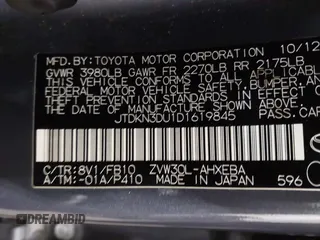 MFD BY: TOYOTA MOTOR CORPORATION 10/12
GVWR 3980LB GAWR FR 2270LB RR 2175LB
THIS VEHICLE CONFORMS TO ALL APPLICABLE
FEDERAL MOTOR VEHICLE SAFETY, BUMPER, AND
THEFT PREVENTION STANDARDS IN EFFECT ON
THE DATE OF MANUFACTURE SHOWN ABOVE.
JTDKN3DU1D1619845 PASS. CAR
C/TR: 8V1/FB10 ZVW30L-AHXEBA
A/TM: -01A/P410 MADE IN JAPAN 596
DEALERBID